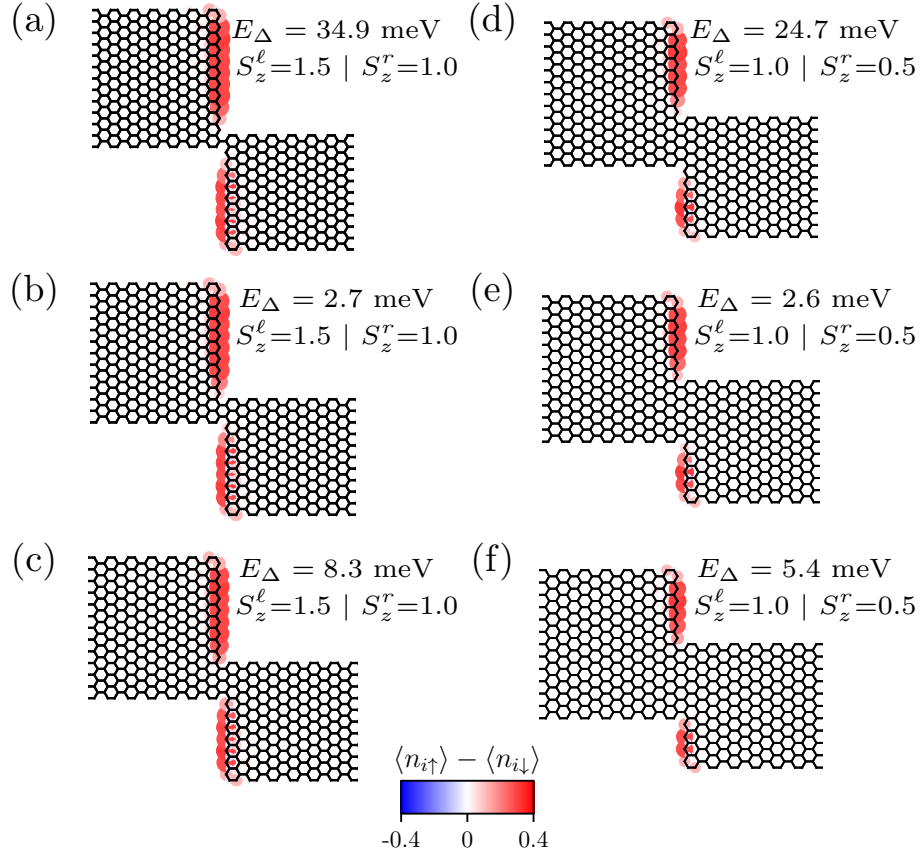 (a)
E_Δ = 34.9 meV
S_z^ℓ=1.5 | S_z^r=1.0
(d)
E_Δ = 24.7 meV
S_z^ℓ=1.0 | S_z^r=0.5
(b)
E_Δ = 2.7 meV
S_z^ℓ=1.5 | S_z^r=1.0
(e)
E_Δ = 2.6 meV
S_z^ℓ=1.0 | S_z^r=0.5
(c)
E_Δ = 8.3 meV
S_z^ℓ=1.5 | S_z^r=1.0
(f)
E_Δ = 5.4 meV
S_z^ℓ=1.0 | S_z^r=0.5
⟨n_{i↑}⟩ − ⟨n_{i↓}⟩
-0.4 0 0.4